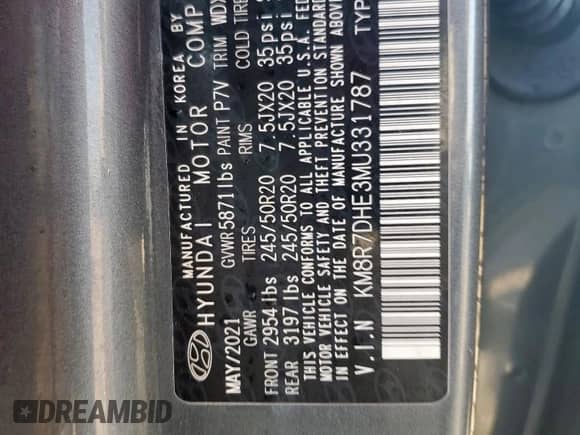 MANUFACTURED IN KOREA BY
HYUNDAI MOTOR COMP
MAY/2021 GVWR 5871lbs PAINT P7V TRIM WDX
GAWR TIRES RIMS COLD TIRE
FRONT 2954lbs 245/50R20 7.5JX20 35psi
REAR 3197lbs 245/50R20 7.5JX20 35psi
THIS VEHICLE CONFORMS TO ALL APPLICABLE U.S.A. FED
MOTOR VEHICLE SAFETY AND THEFT PREVENTION STANDARD
IN EFFECT ON THE DATE OF MANUFACTURE SHOWN ABOVE
V.I.N KM8R7DHE3MU331787 TYP
DREAMBID